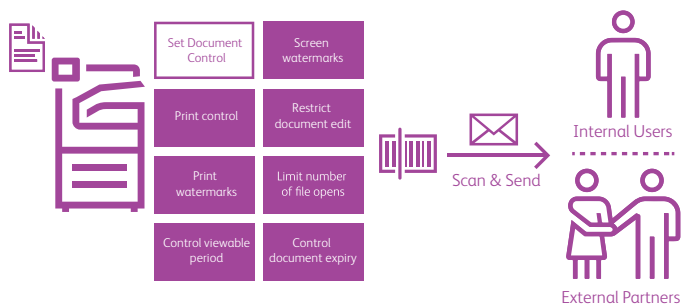 Set Document
Control
Screen
watermarks
Print control
Restrict
document edit
Print
watermarks
Limit number
of file opens
Control viewable
period
Control
document expiry
Scan & Send
Internal Users
External Partners